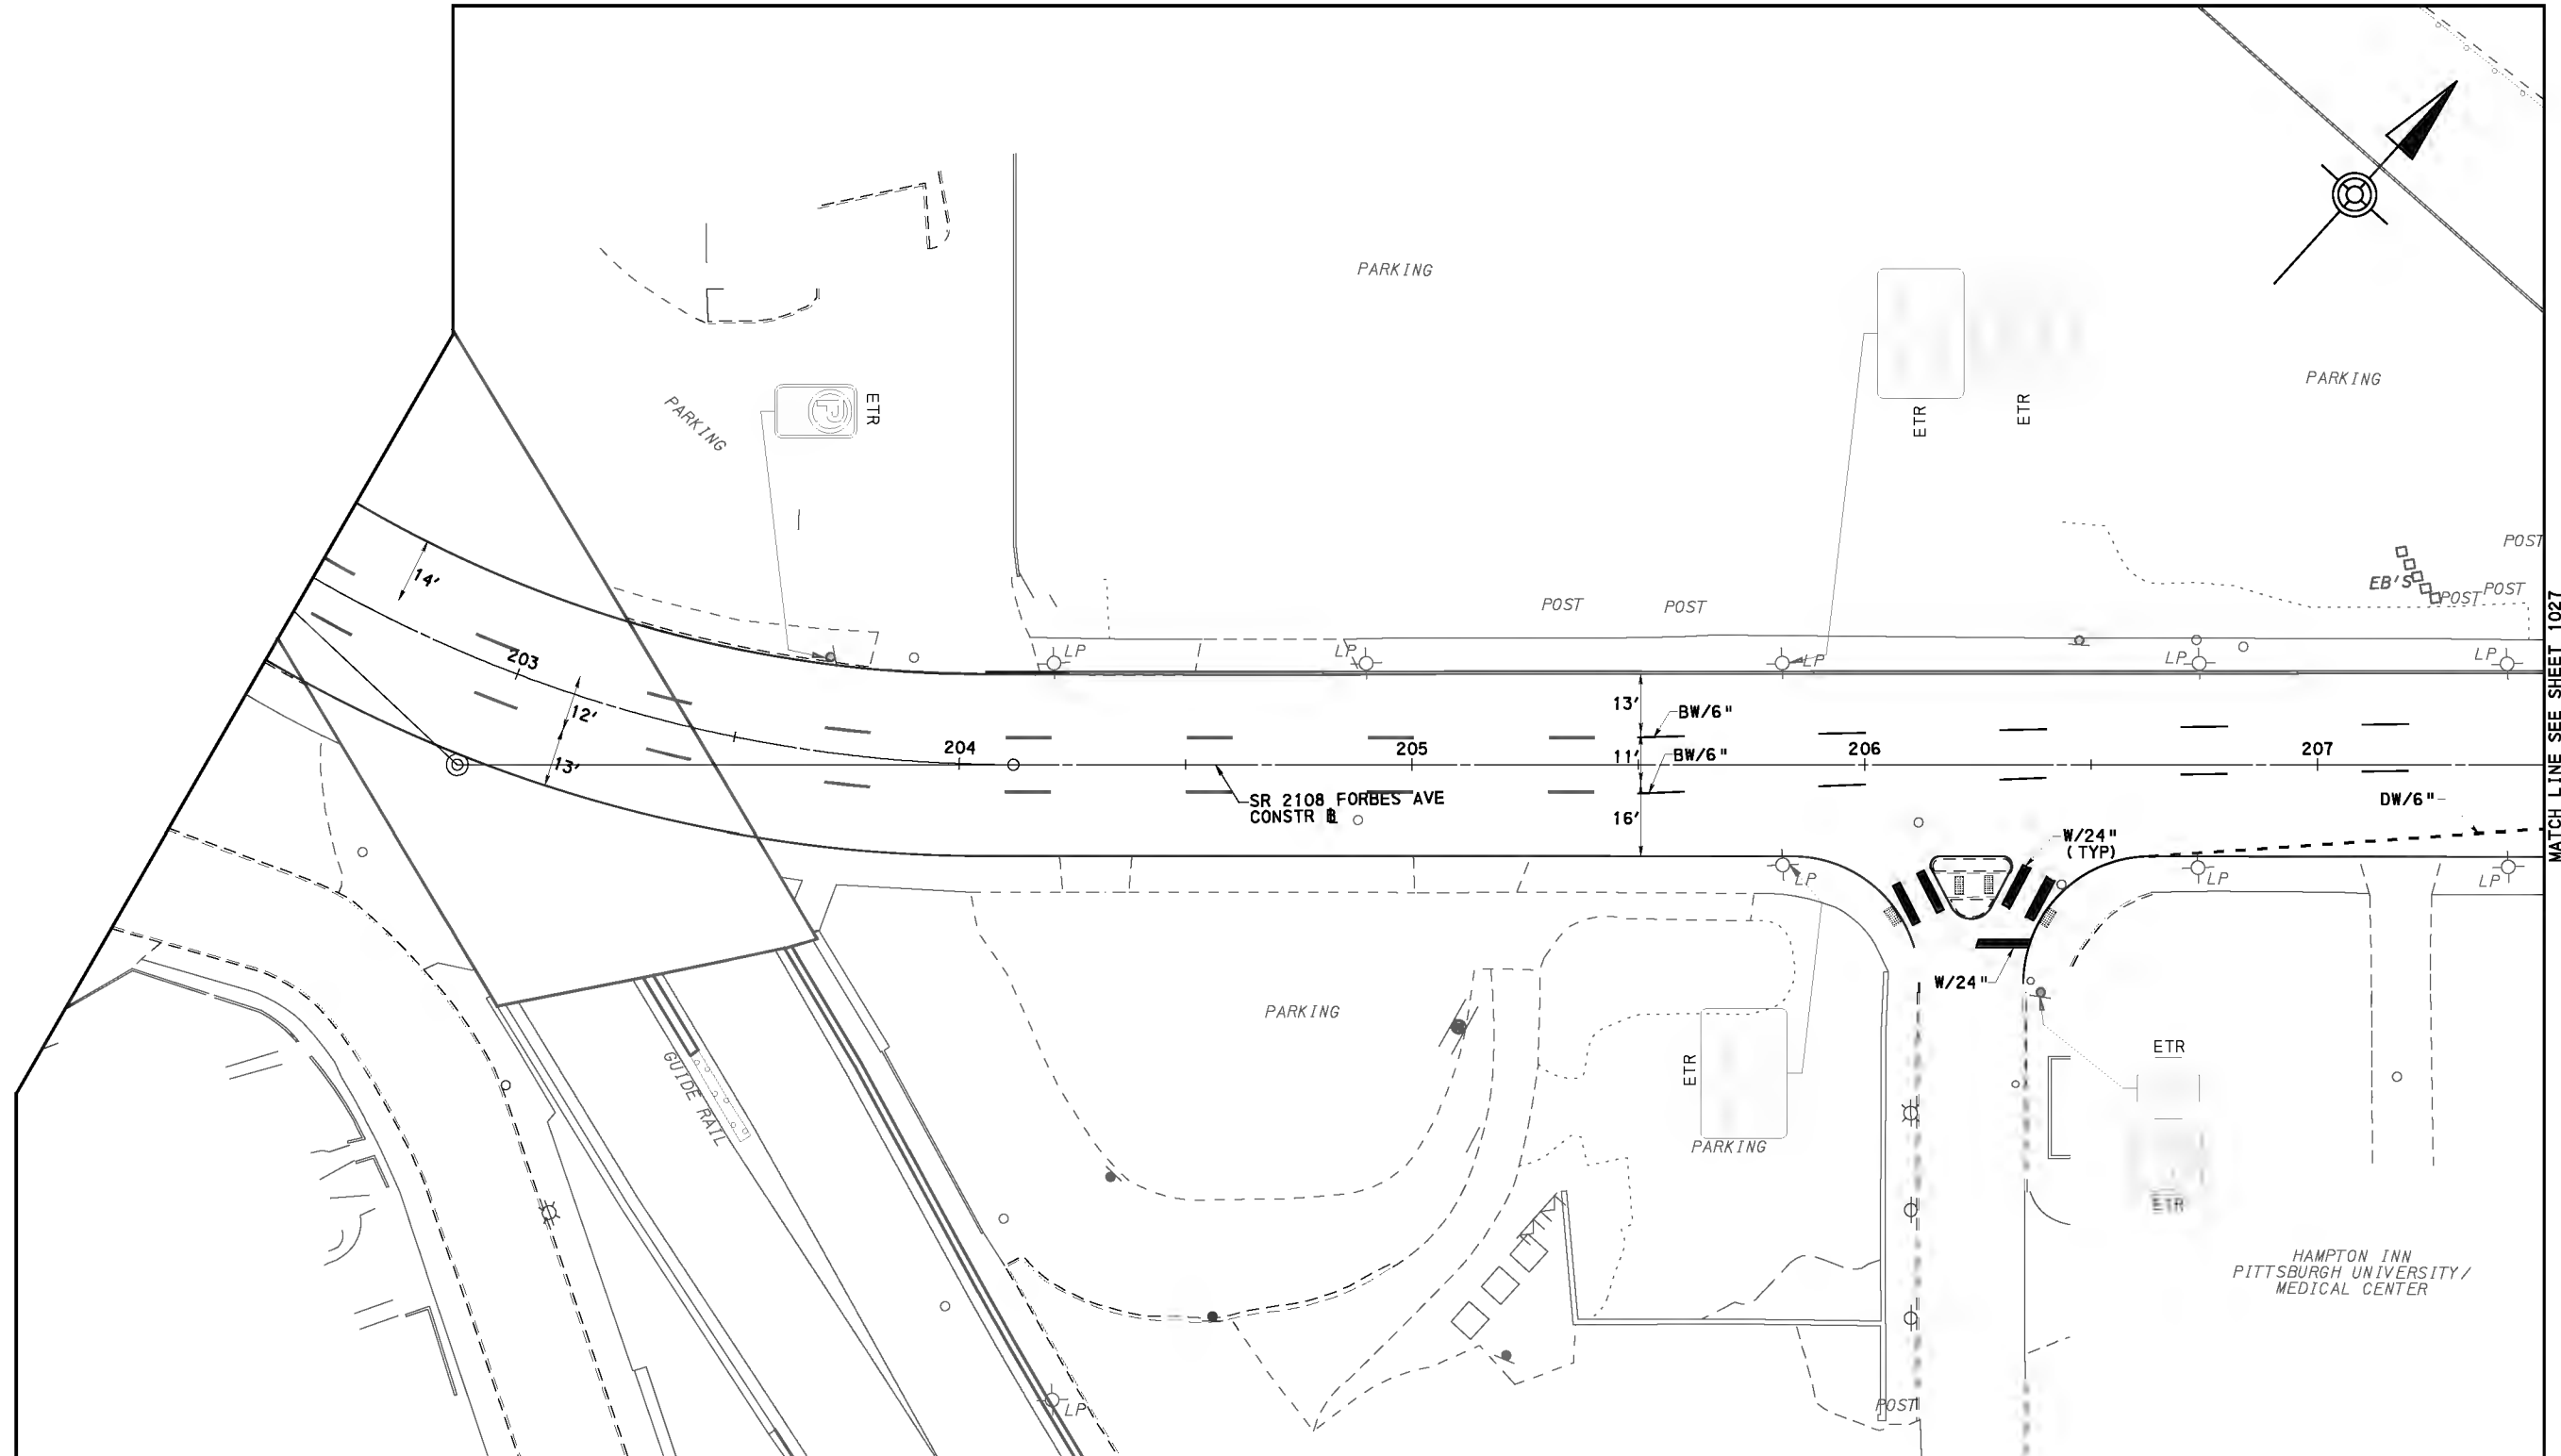 PARKING
PARKING
PARKING
P
ETR
ETR
ETR
POST
EB'S
POST
POST
POST
POST
MATCH LINE SEE SHEET 1027
14'
LP
LP
LP
LP
LP
203
12'
13'
13'
BW/6"
204
205
206
207
11'
BW/6"
SR 2108 FORBES AVE
CONSTR BL
16'
DW/6"
W/24"
(TYP)
LP
LP
LP
W/24"
PARKING
GUIDE RAIL
ETR
PARKING
ETR
ETR
HAMPTON INN
PITTSBURGH UNIVERSITY/
MEDICAL CENTER
LP
POST